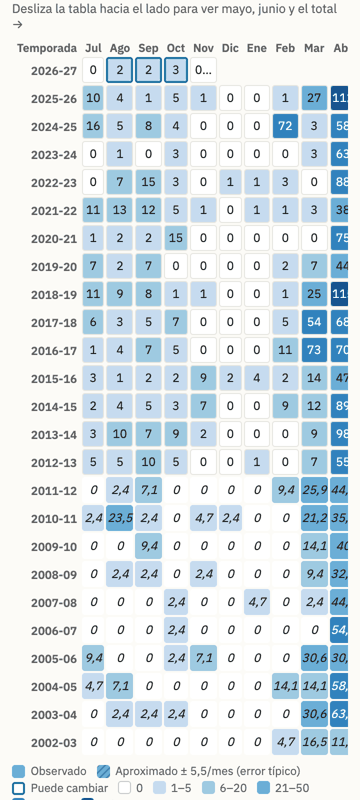 Desliza la tabla hacia el lado para ver mayo, junio y el total
→
Temporada Jul Ago Sep Oct Nov Dic Ene Feb Mar Ab
2026-27 0 2 2 3 0...
2025-26 10 4 1 5 1 0 0 1 27 11
2024-25 16 5 8 4 0 0 0 72 3 58
2023-24 0 1 0 3 0 0 0 0 3 63
2022-23 0 7 15 3 0 1 1 3 0 88
2021-22 11 13 12 5 1 0 1 1 3 38
2020-21 1 2 2 15 0 0 0 0 0 75
2019-20 7 2 7 0 0 0 0 2 7 44
2018-19 11 9 8 1 1 0 0 1 25 11
2017-18 6 3 5 7 0 0 0 5 54 68
2016-17 1 4 7 5 0 0 0 11 73 70
2015-16 3 1 2 2 9 2 4 2 14 47
2014-15 2 4 5 3 7 0 0 9 12 89
2013-14 3 10 7 9 2 0 0 0 9 98
2012-13 5 5 10 5 0 0 1 0 7 55
2011-12 0 2,4 7,1 0 0 0 0 9,4 25,9 44,
2010-11 2,4 23,5 2,4 0 4,7 2,4 0 0 21,2 35,
2009-10 0 0 9,4 0 0 0 0 0 14,1 40
2008-09 0 2,4 2,4 0 2,4 0 0 0 9,4 32,
2007-08 0 0 0 2,4 0 0 4,7 0 2,4 44,
2006-07 0 0 0 2,4 0 0 0 0 0 54,
2005-06 9,4 0 0 2,4 7,1 0 0 0 30,6 30,
2004-05 4,7 7,1 0 0 0 0 0 14,1 14,1 58,
2003-04 0 2,4 2,4 2,4 0 0 0 0 30,6 63,
2002-03 0 0 0 0 0 0 0 4,7 16,5 11,
Observado Aproximado ± 5,5/mes (error típico)
Puede cambiar 0 1–5 6–20 21–50